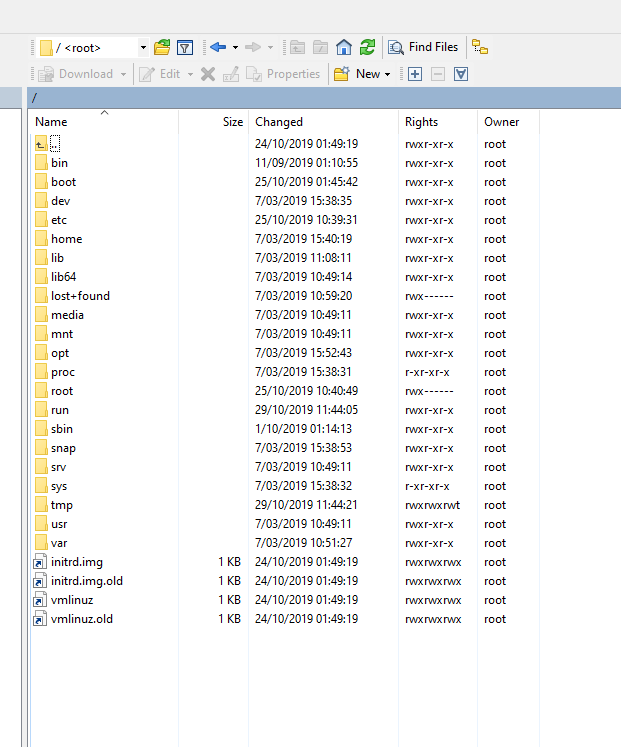 / <root>
Find Files
Download Edit Properties New
/
Name Size Changed Rights Owner
.. 24/10/2019 01:49:19 rwxr-xr-x root
bin 11/09/2019 01:10:55 rwxr-xr-x root
boot 25/10/2019 01:45:42 rwxr-xr-x root
dev 7/03/2019 15:38:35 rwxr-xr-x root
etc 25/10/2019 10:39:31 rwxr-xr-x root
home 7/03/2019 15:40:19 rwxr-xr-x root
lib 7/03/2019 11:08:11 rwxr-xr-x root
lib64 7/03/2019 10:49:14 rwxr-xr-x root
lost+found 7/03/2019 10:59:20 rwx------ root
media 7/03/2019 10:49:11 rwxr-xr-x root
mnt 7/03/2019 10:49:11 rwxr-xr-x root
opt 7/03/2019 15:52:43 rwxr-xr-x root
proc 7/03/2019 15:38:31 r-xr-xr-x root
root 25/10/2019 10:40:49 rwx------ root
run 29/10/2019 11:44:05 rwxr-xr-x root
sbin 1/10/2019 01:14:13 rwxr-xr-x root
snap 7/03/2019 15:38:53 rwxr-xr-x root
srv 7/03/2019 10:49:11 rwxr-xr-x root
sys 7/03/2019 15:38:32 r-xr-xr-x root
tmp 29/10/2019 11:44:21 rwxrwxrwt root
usr 7/03/2019 10:49:11 rwxr-xr-x root
var 7/03/2019 10:51:27 rwxr-xr-x root
initrd.img 1 KB 24/10/2019 01:49:19 rwxrwxrwx root
initrd.img.old 1 KB 24/10/2019 01:49:19 rwxrwxrwx root
vmlinuz 1 KB 24/10/2019 01:49:19 rwxrwxrwx root
vmlinuz.old 1 KB 24/10/2019 01:49:19 rwxrwxrwx root